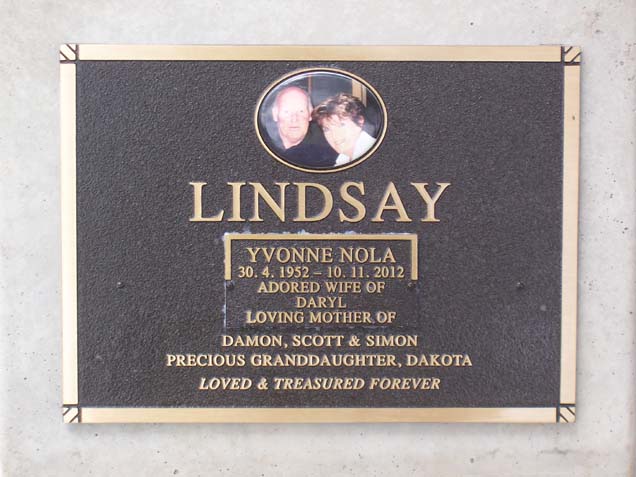 LINDSAY
YVONNE NOLA
30. 4. 1952 – 10. 11. 2012
ADORED WIFE OF
DARYL
LOVING MOTHER OF
DAMON, SCOTT & SIMON
PRECIOUS GRANDDAUGHTER, DAKOTA
LOVED & TREASURED FOREVER